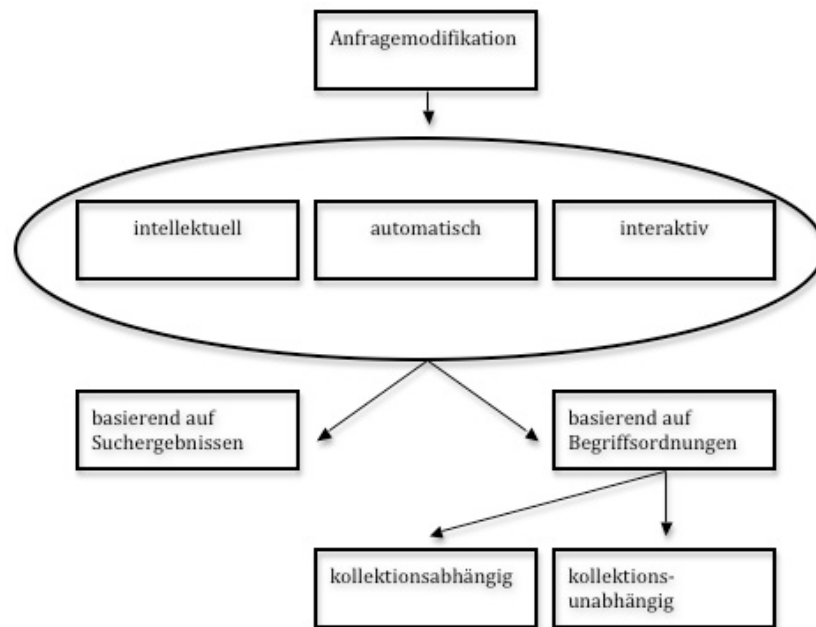 Anfragemodifikation
intellektuell
automatisch
interaktiv
basierend auf
Suchergebnissen
basierend auf
Begriffsordnungen
kollektionsabhängig
kollektions-
unabhängig